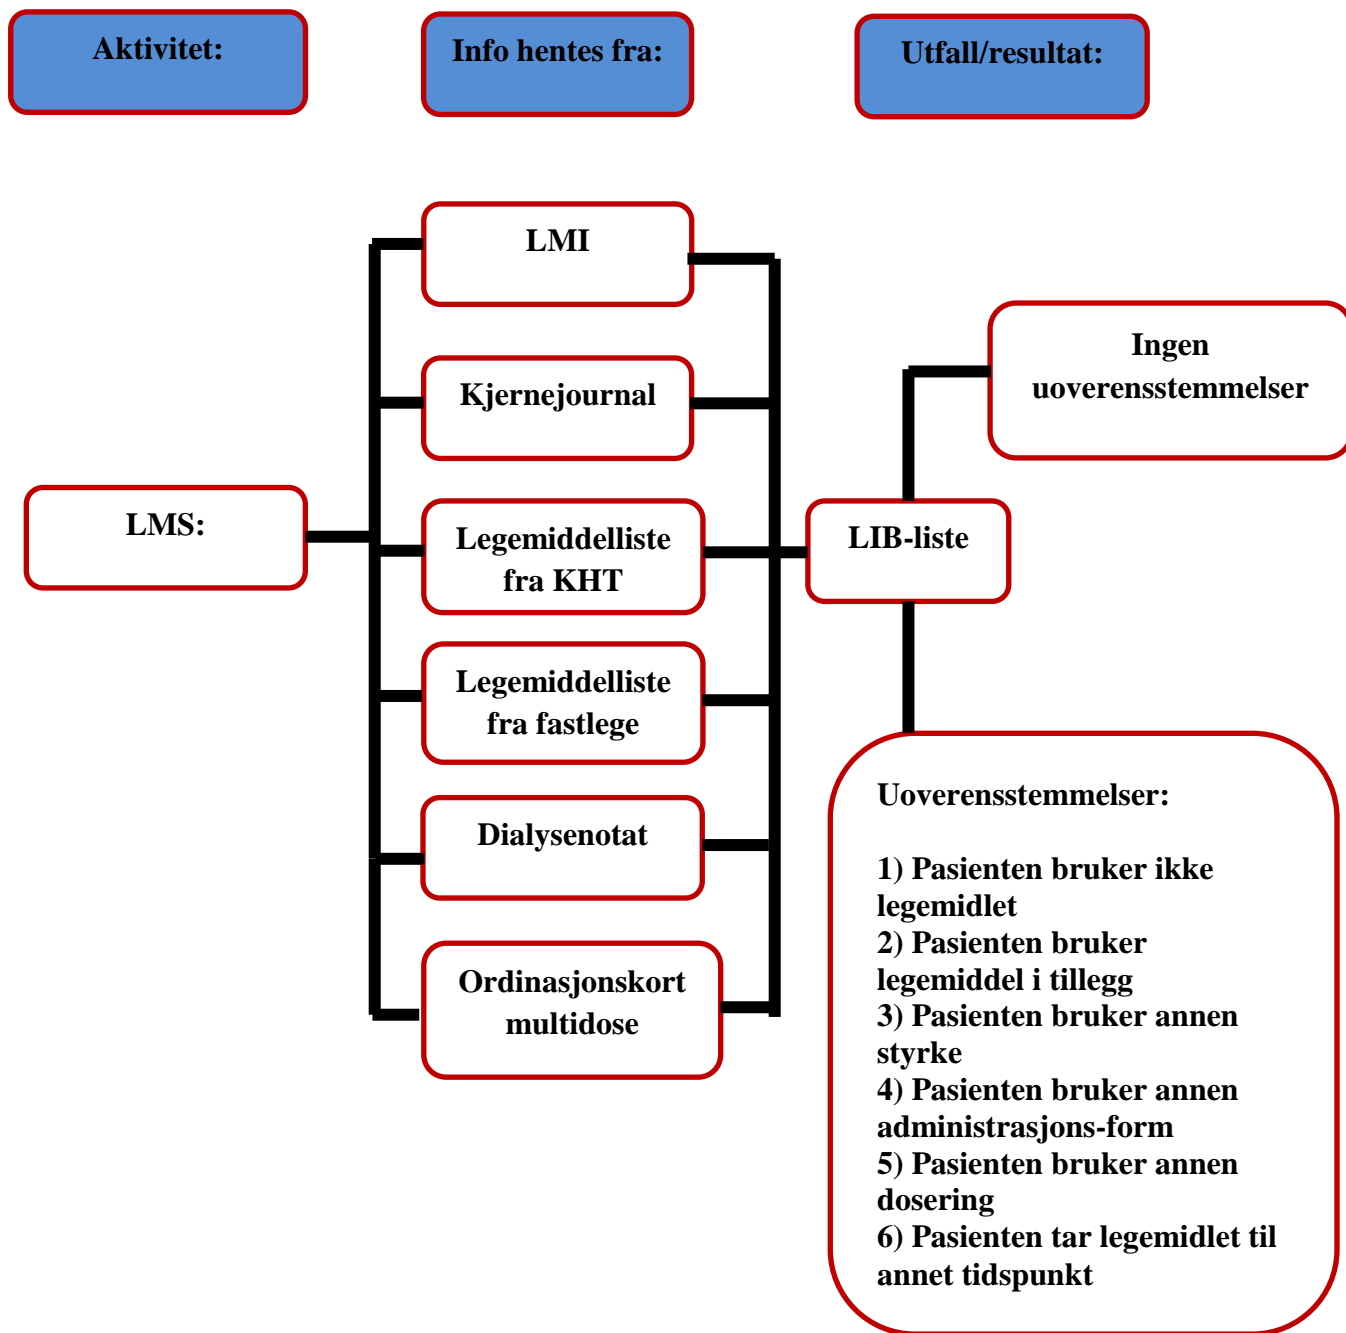 Aktivitet:
Info hentes fra:
Utfall/resultat:
LMS:
LMI
Kjernejournal
Legemiddelliste
fra KHT
Legemiddelliste
fra fastlege
Dialysenotat
Ordinasjonskort
multidose
LIB-liste
Ingen
uoverensstemmelser
Uoverensstemmelser:
1) Pasienten bruker ikke
legemidlet
2) Pasienten bruker
legemiddel i tillegg
3) Pasienten bruker annen
styrke
4) Pasienten bruker annen
administrasjons-form
5) Pasienten bruker annen
dosering
6) Pasienten tar legemidlet til
annet tidspunkt